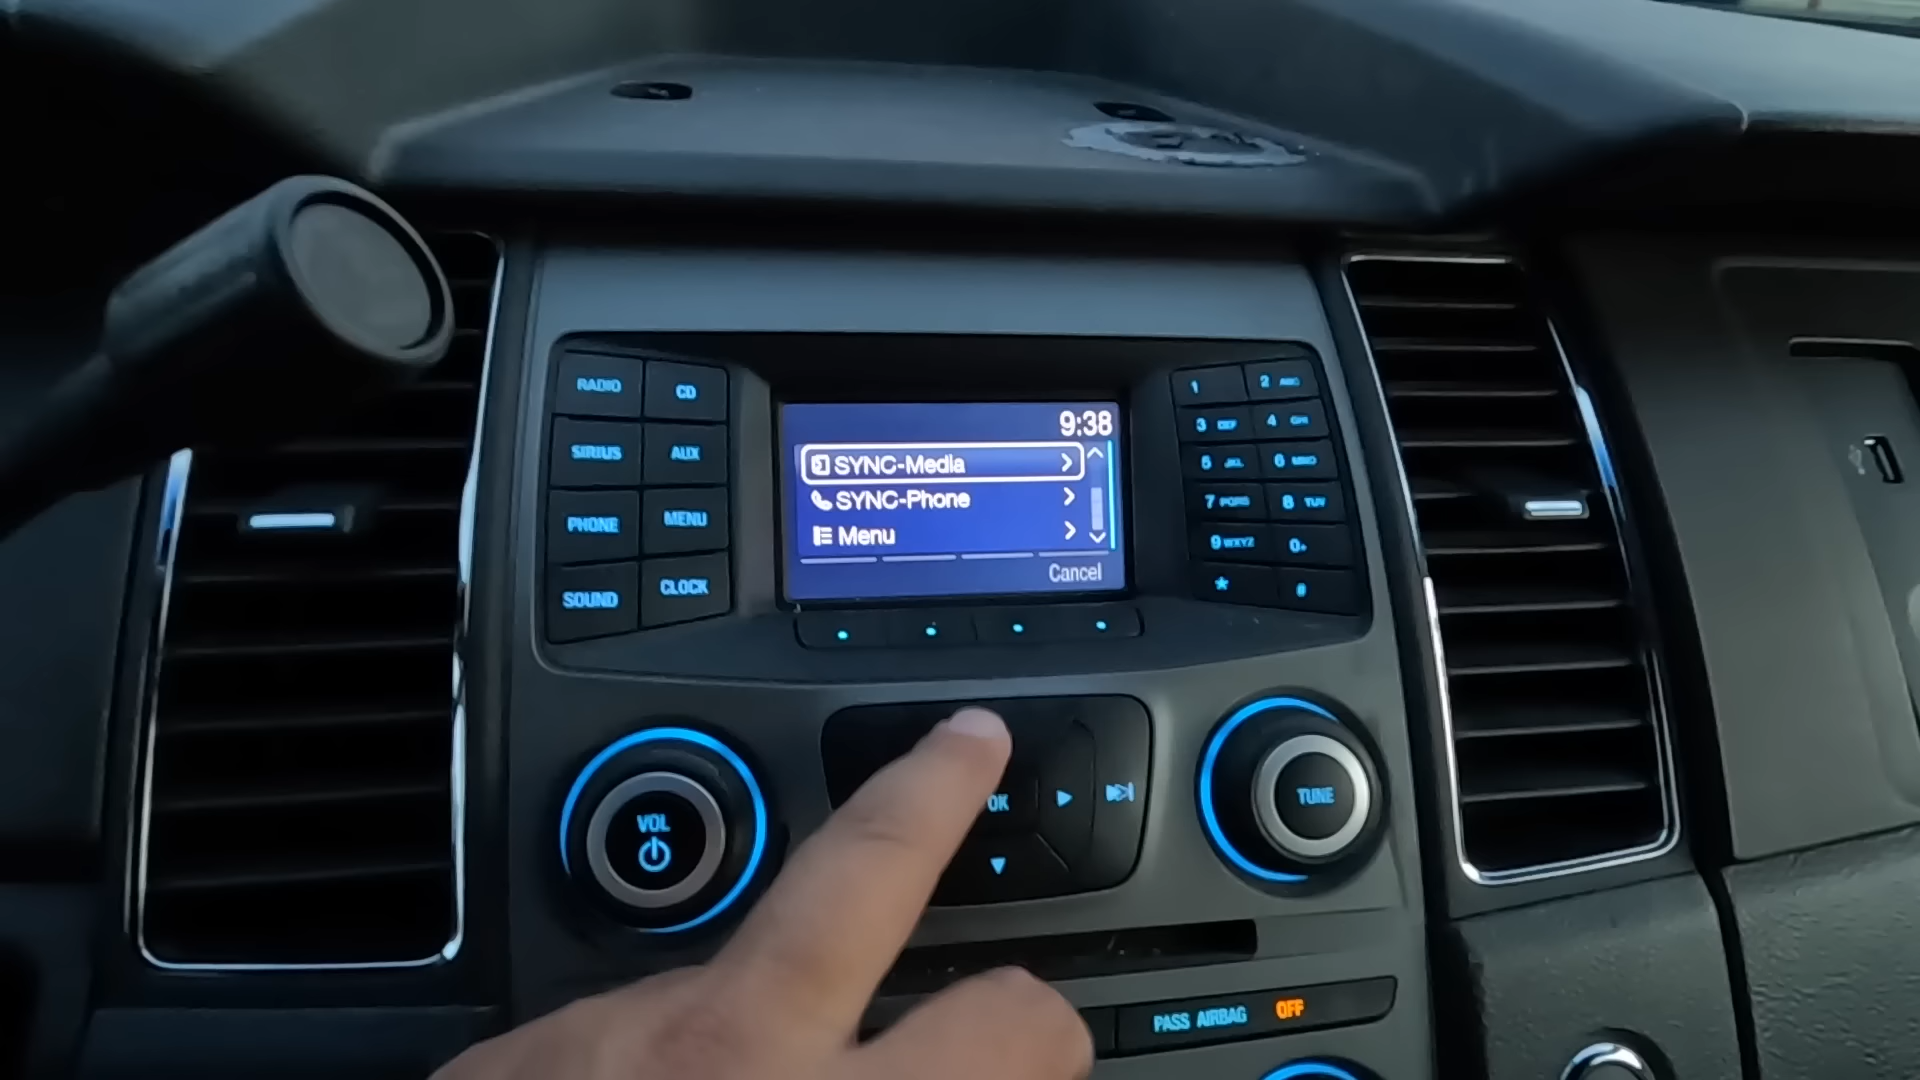 RADIO
CD
SIRIUS
AUX
PHONE
MENU
SOUND
CLOCK
9:38
SYNC-Media
SYNC-Phone
Menu
Cancel
1
2 ABC
3 DEF
4 GHI
5 JKL
6 MNO
7 PQRS
8 TUV
9 WXYZ
0+
*
#
VOL
OK
TUNE
PASS AIRBAG OFF